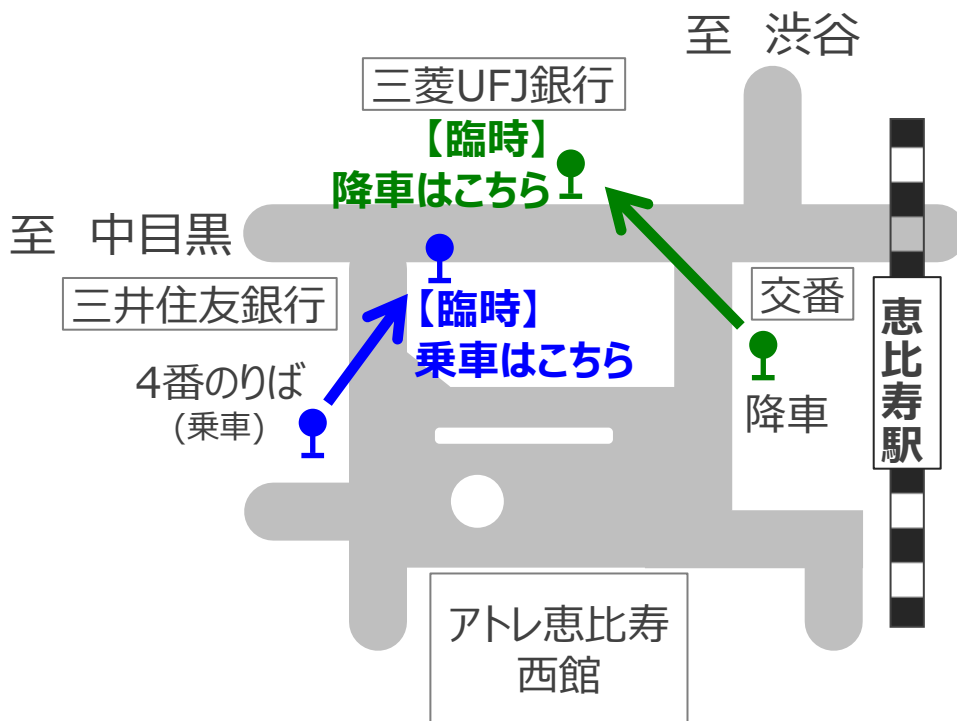 至 渋谷
三菱UFJ銀行
【臨時】
降車はこちら
至 中目黒
三井住友銀行
【臨時】
乗車はこちら
交番
恵比寿駅
4番のりば
(乗車)
降車
アトレ恵比寿
西館